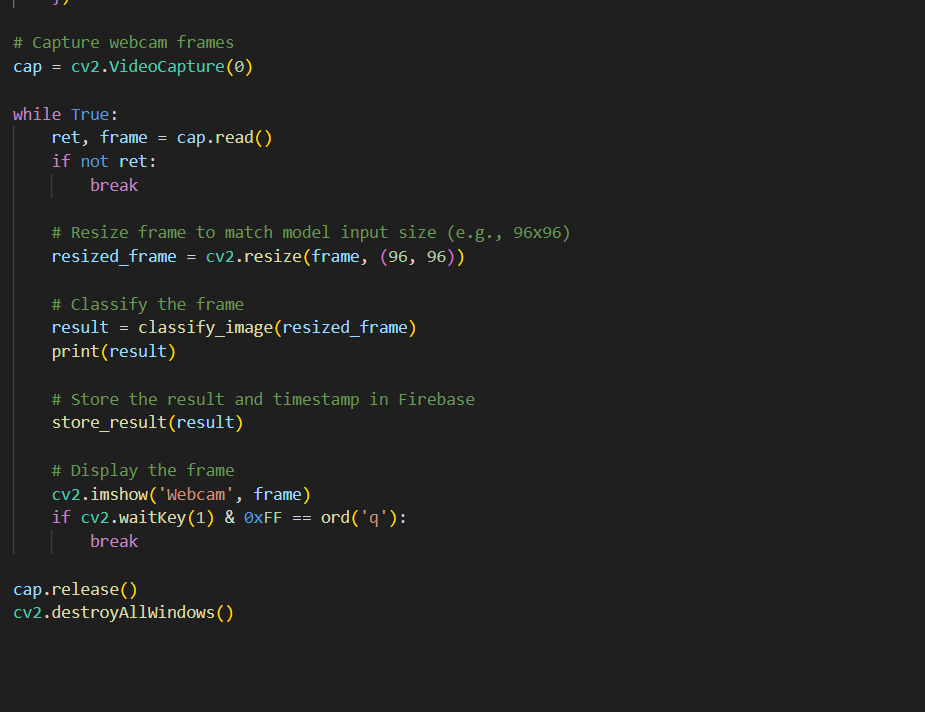 })
# Capture webcam frames
cap = cv2.VideoCapture(0)
while True:
    ret, frame = cap.read()
    if not ret:
        break
    # Resize frame to match model input size (e.g., 96x96)
    resized_frame = cv2.resize(frame, (96, 96))
    # Classify the frame
    result = classify_image(resized_frame)
    print(result)
    # Store the result and timestamp in Firebase
    store_result(result)
    # Display the frame
    cv2.imshow('Webcam', frame)
    if cv2.waitKey(1) & 0xFF == ord('q'):
        break
cap.release()
cv2.destroyAllWindows()